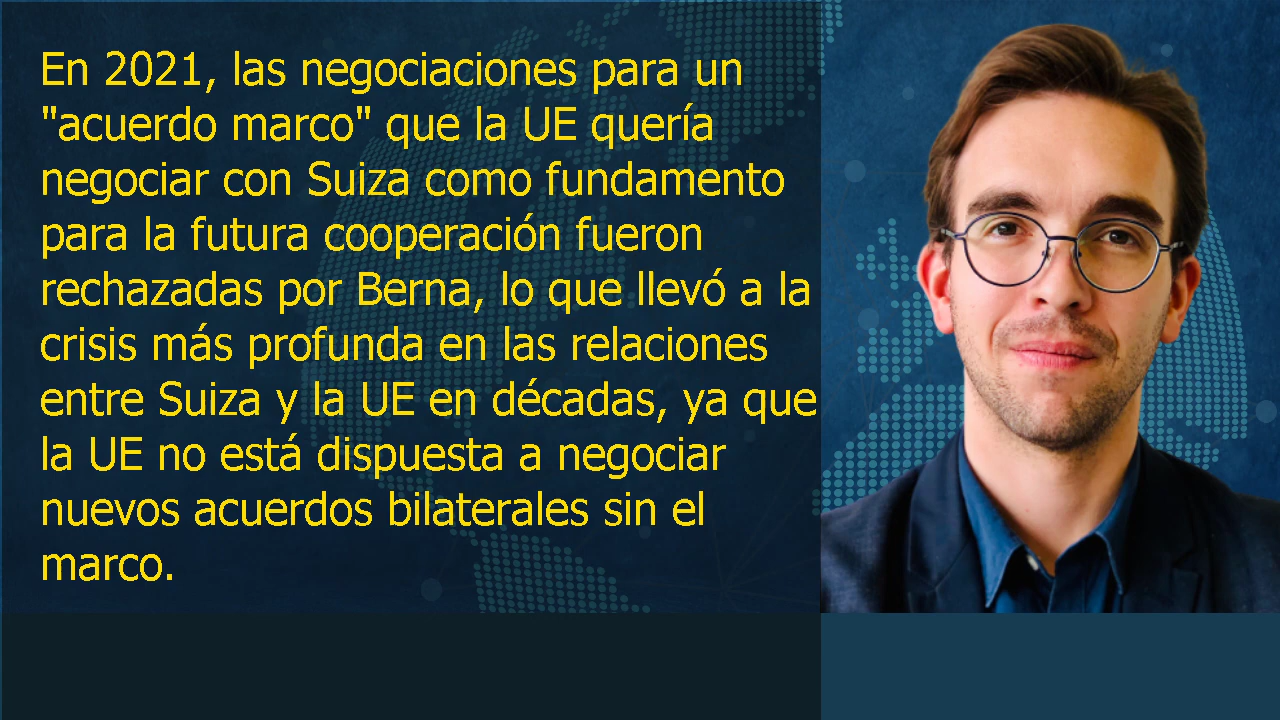 En 2021, las negociaciones para un
"acuerdo marco" que la UE quería
negociar con Suiza como fundamento
para la futura cooperación fueron
rechazadas por Berna, lo que llevó a la
crisis más profunda en las relaciones
entre Suiza y la UE en décadas, ya que
la UE no está dispuesta a negociar
nuevos acuerdos bilaterales sin el
marco.